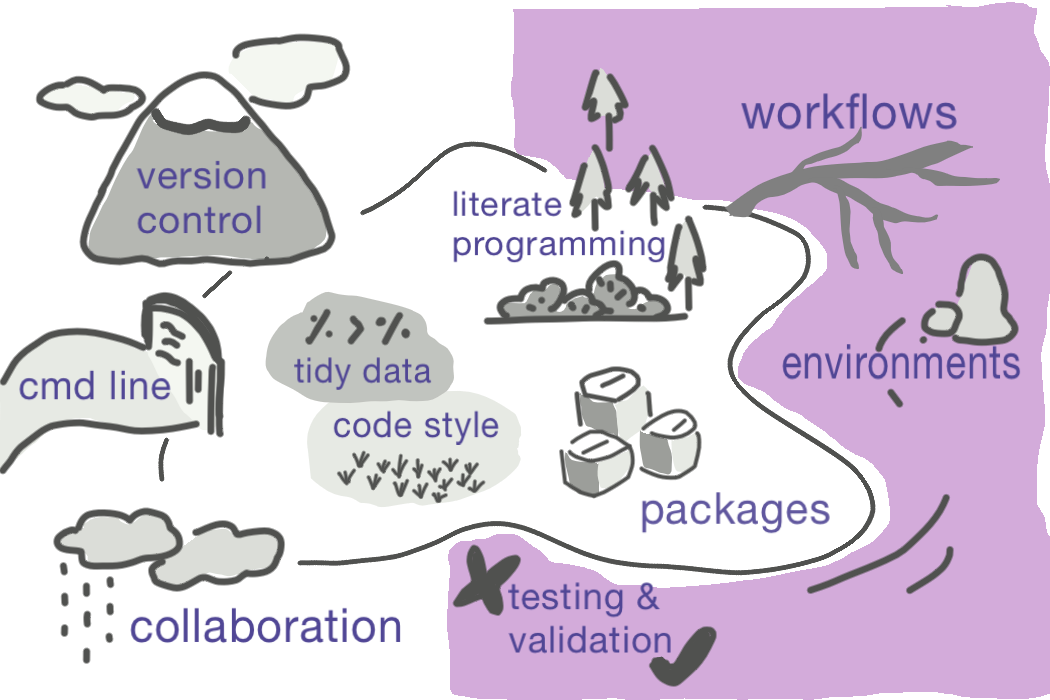 workflows
version
control
literate
programming
% > %
tidy data
cmd line
environments
code style
packages
testing &
validation
collaboration